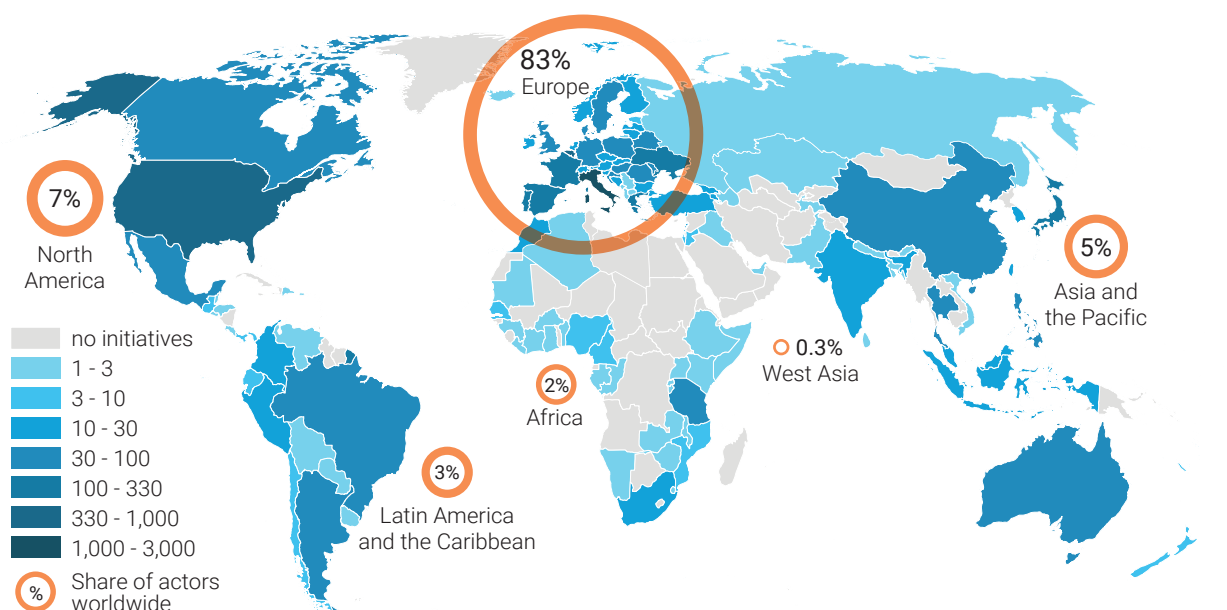 83%
Europe
7%
North
America
5%
Asia and
the Pacific
0.3%
West Asia
2%
Africa
3%
Latin America
and the Caribbean
no initiatives
1 - 3
3 - 10
10 - 30
30 - 100
100 - 330
330 - 1,000
1,000 - 3,000
%
Share of actors
worldwide